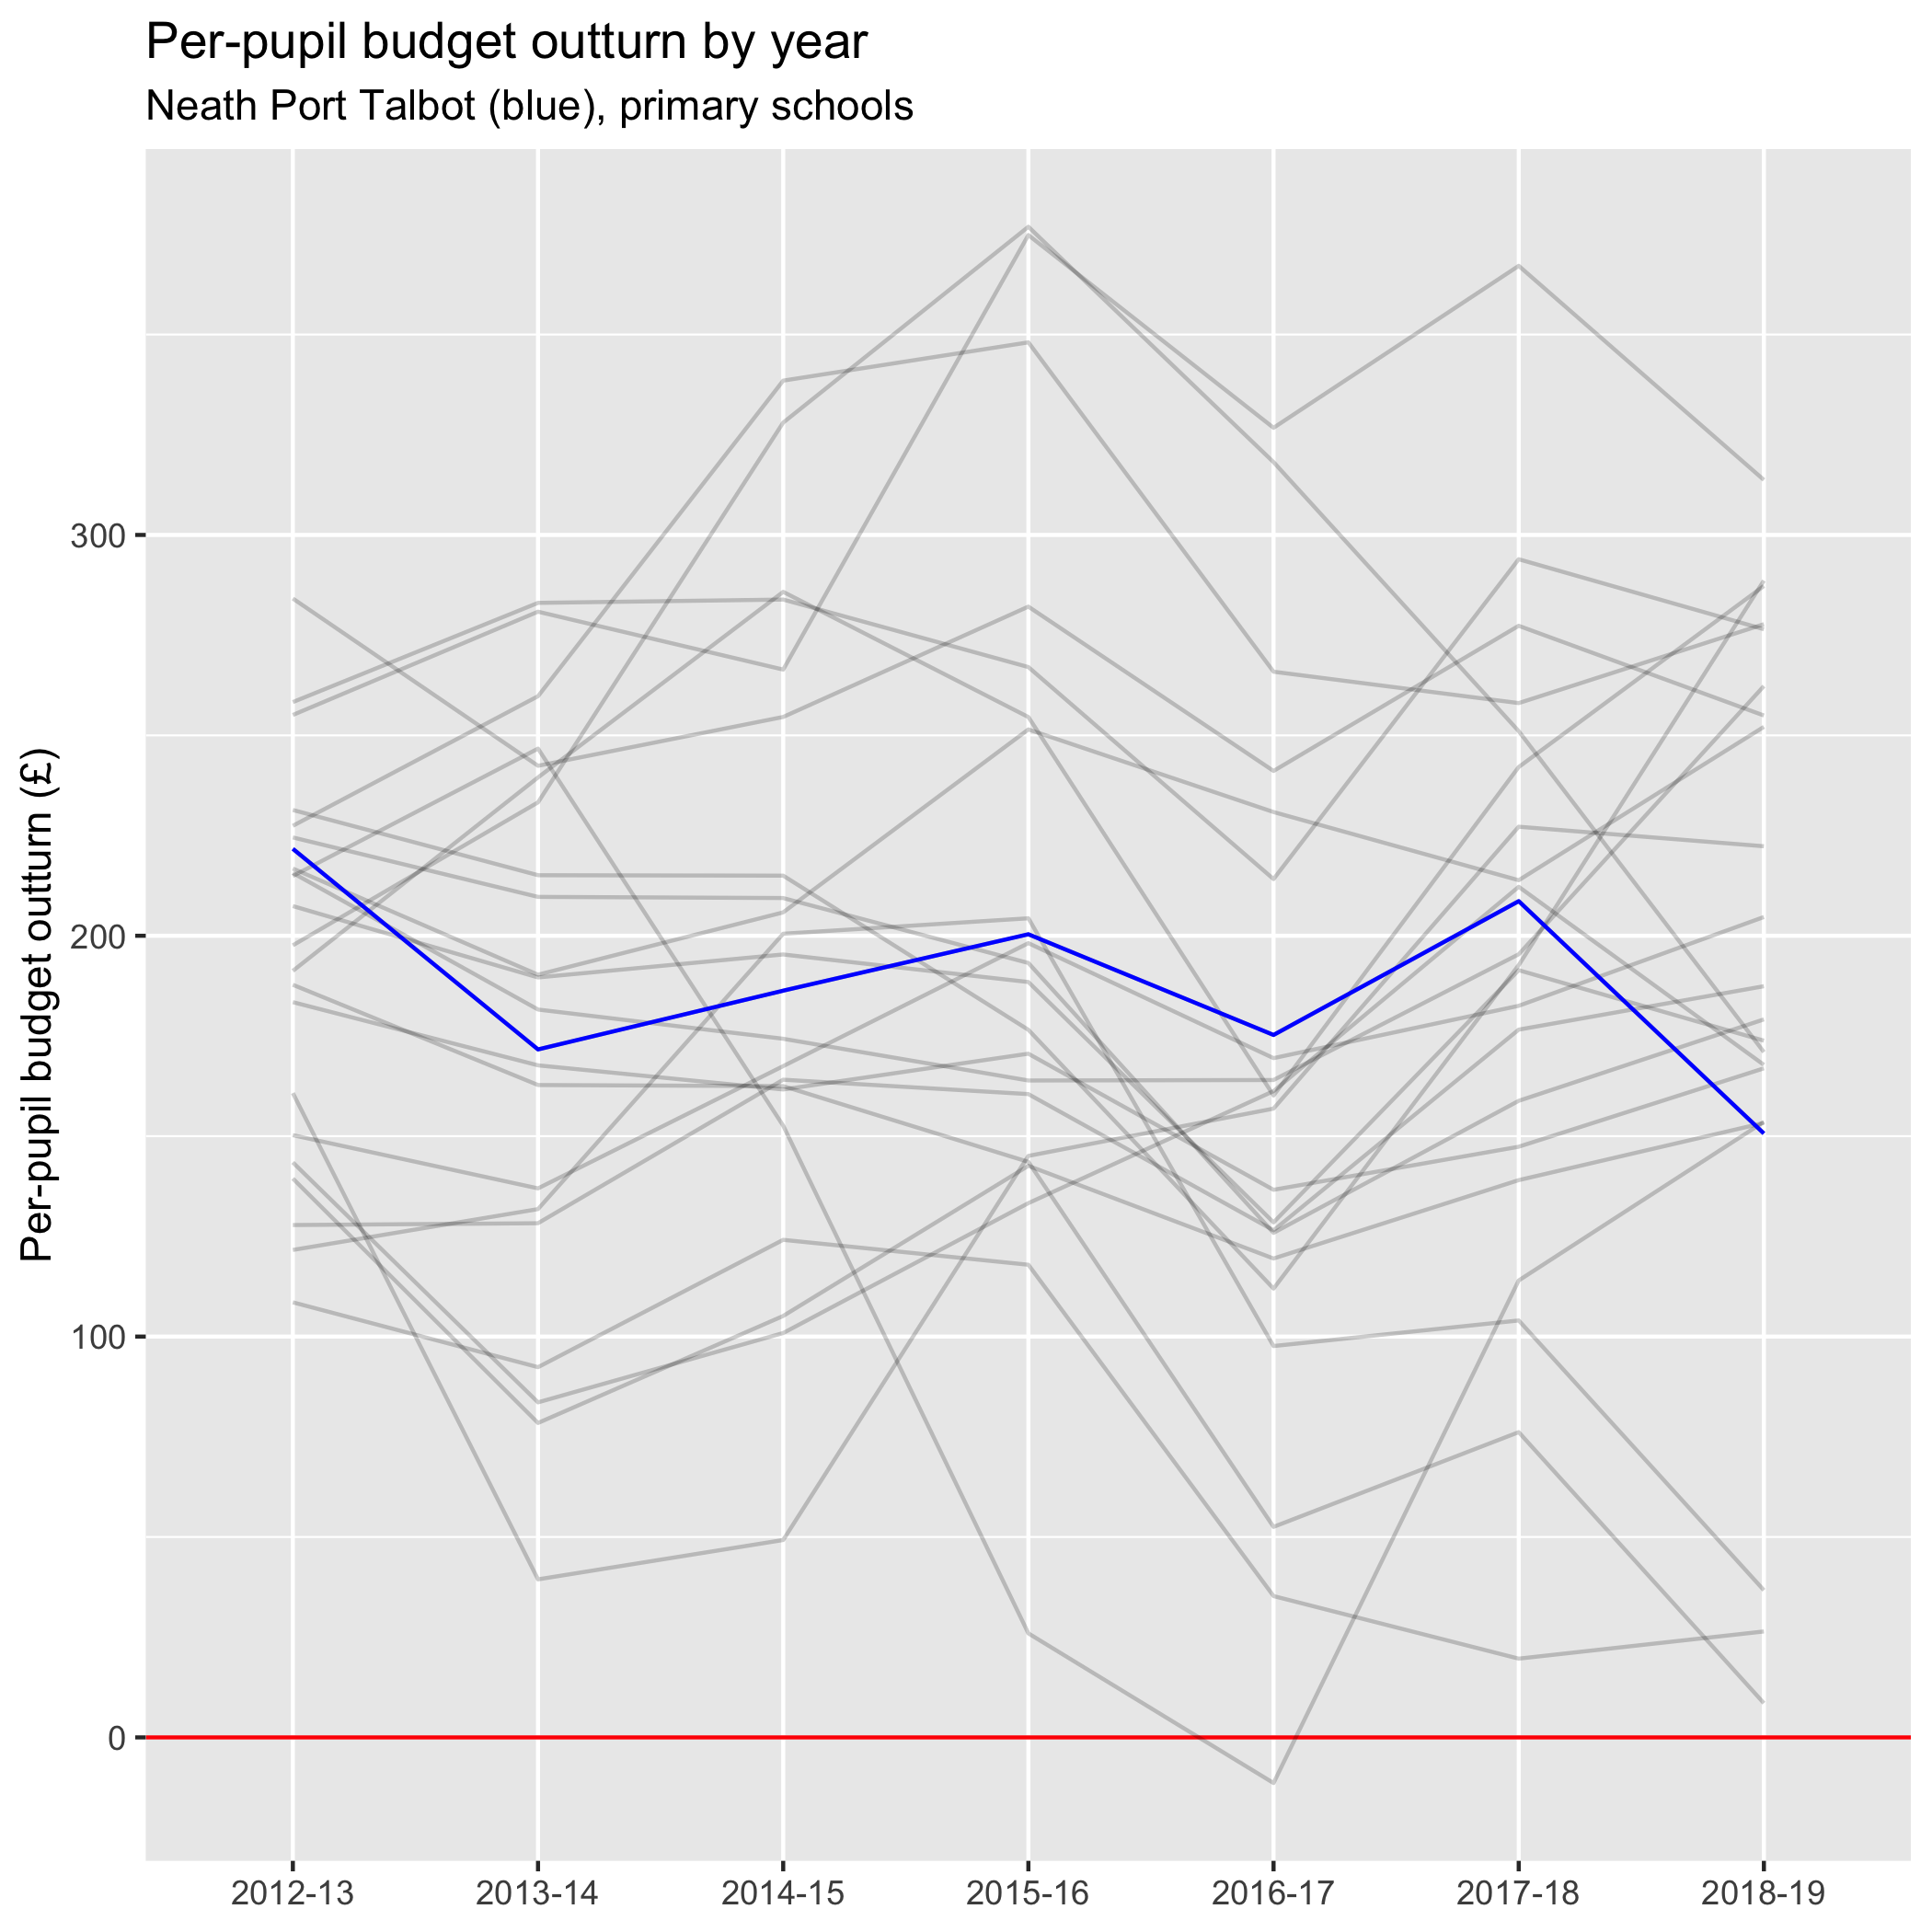 Per-pupil budget outturn by year
Neath Port Talbot (blue), primary schools
Per-pupil budget outturn (£)
300
200
100
0
2012-13 2013-14 2014-15 2015-16 2016-17 2017-18 2018-19